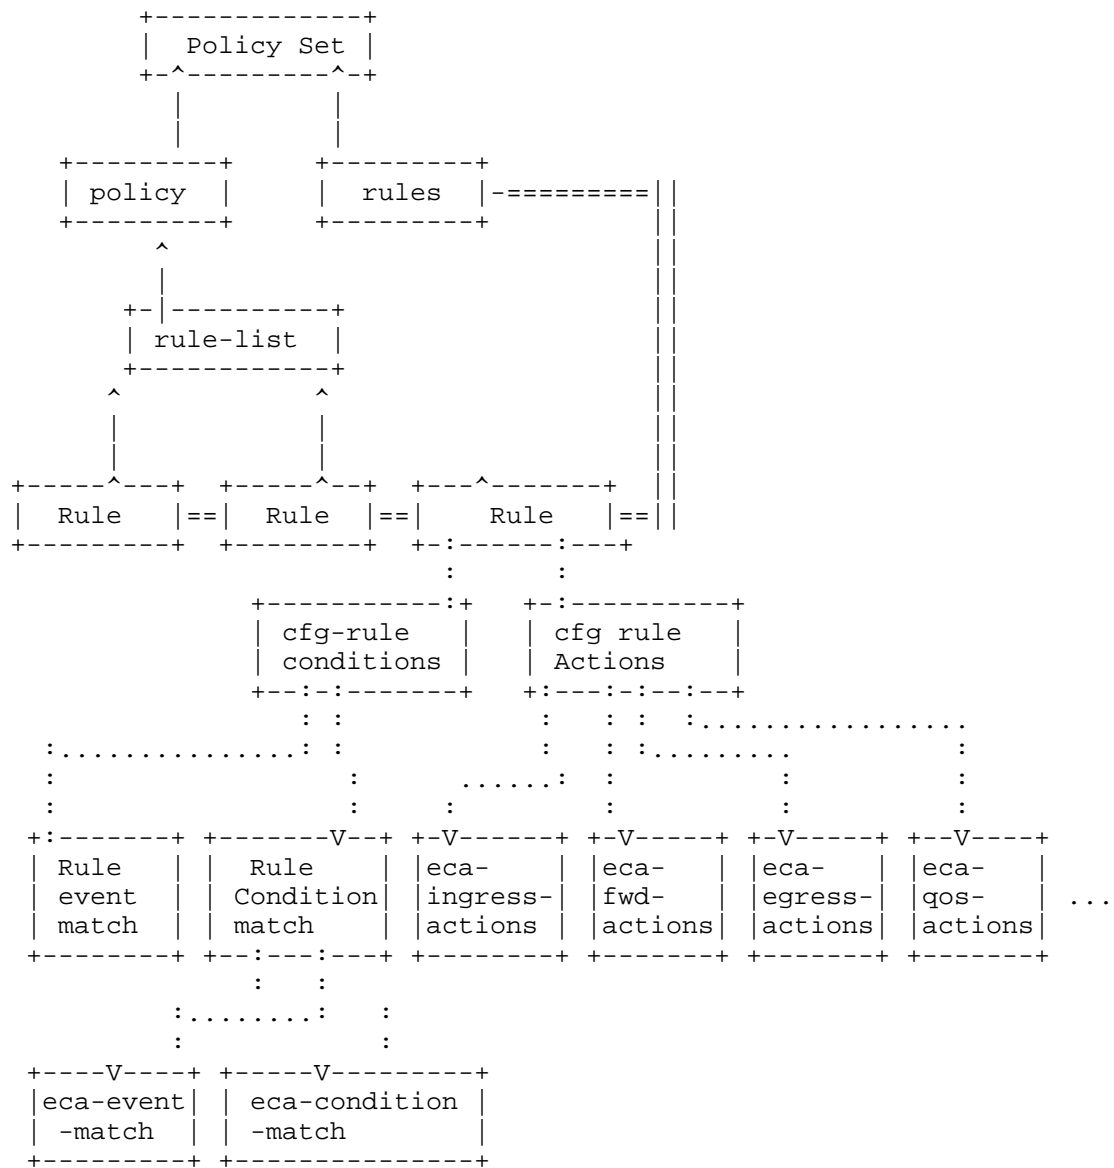 Policy Set
policy rules
rule-list
Rule Rule Rule
cfg-rule cfg rule
conditions Actions
Rule Rule eca- eca- eca- eca-
event Condition ingress- fwd- egress- qos- ...
match match actions actions actions actions
eca-event eca-condition
-match -match